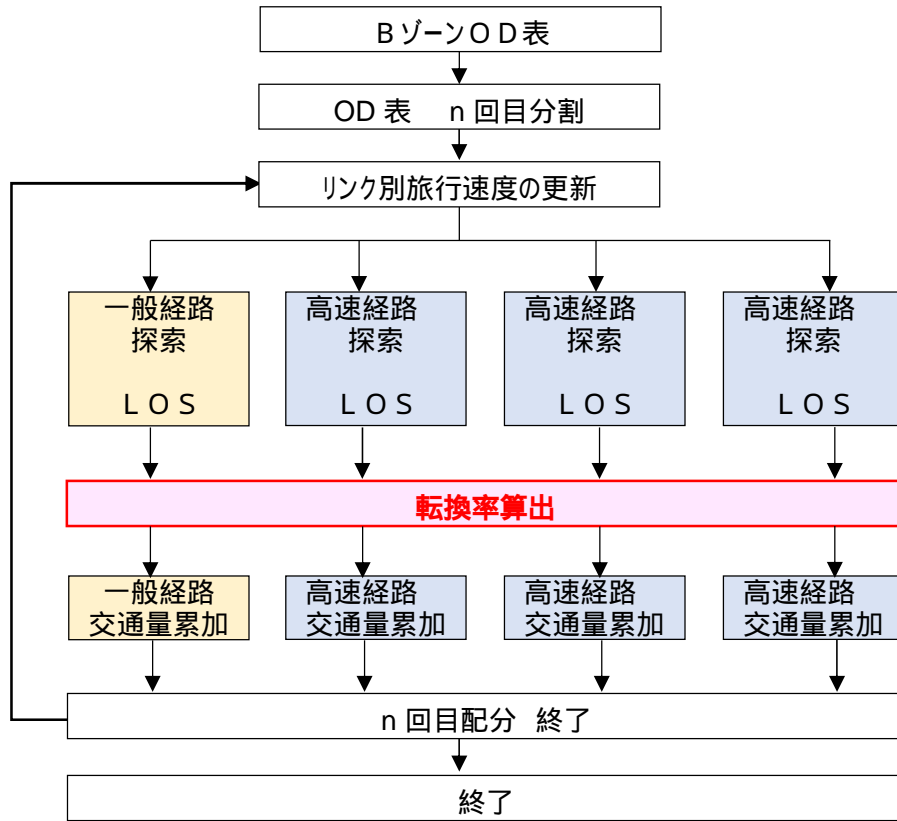 ＢゾーンＯＤ表
OD 表　n 回目分割
リンク別旅行速度の更新
一般経路
探索
ＬＯＳ
高速経路
探索
ＬＯＳ
高速経路
探索
ＬＯＳ
高速経路
探索
ＬＯＳ
転換率算出
一般経路
交通量累加
高速経路
交通量累加
高速経路
交通量累加
高速経路
交通量累加
n 回目配分　終了
終了